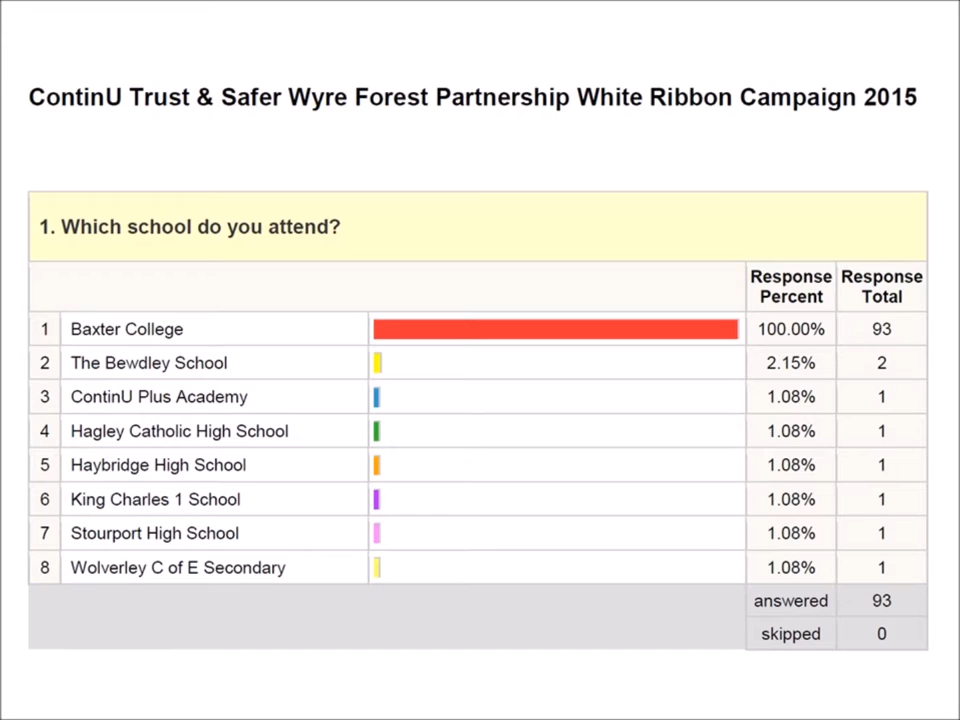 ContinU Trust & Safer Wyre Forest Partnership White Ribbon Campaign 2015
1. Which school do you attend?
Response Percent Response Total
1 Baxter College 100.00% 93
2 The Bewdley School 2.15% 2
3 ContinU Plus Academy 1.08% 1
4 Hagley Catholic High School 1.08% 1
5 Haybridge High School 1.08% 1
6 King Charles 1 School 1.08% 1
7 Stourport High School 1.08% 1
8 Wolverley C of E Secondary 1.08% 1
answered 93
skipped 0